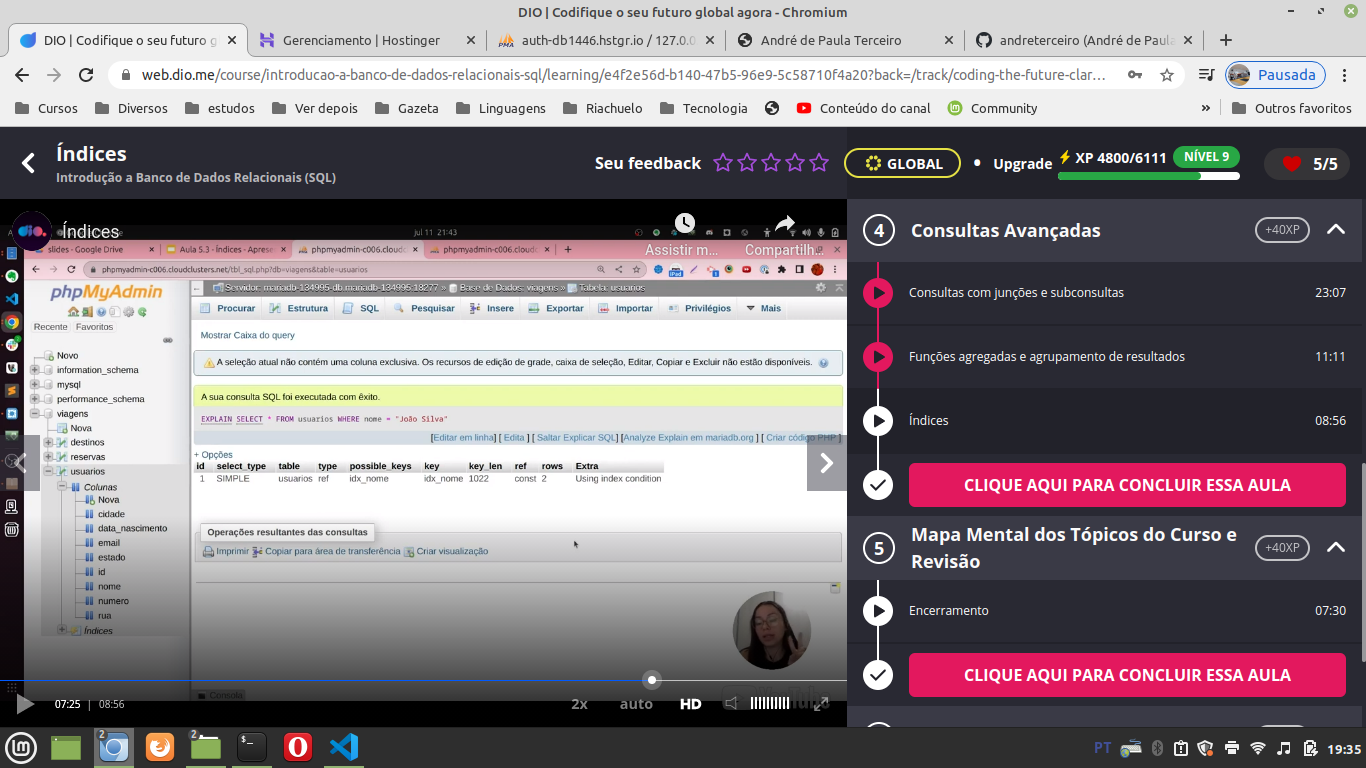 DIO | Codifique o seu futuro global agora - Chromium
DIO | Codifique o seu futuro g
Gerenciamento | Hostinger
auth-db1446.hstgr.io / 127.0.0
André de Paula Terceiro
andreterceiro (André de Paula
web.dio.me/course/introducao-a-banco-de-dados-relacionais-sql/learning/e4f2e56d-b140-47b5-96e9-5c58710f4a20?back=/track/coding-the-future-clar...
Pausada
Cursos
Diversos
estudos
Ver depois
Gazeta
Linguagens
Riachuelo
Tecnologia
Conteúdo do canal
Community
»
Outros favoritos
Índices
Introdução a Banco de Dados Relacionais (SQL)
Seu feedback
GLOBAL
• Upgrade
XP 4800/6111
NÍVEL 9
5/5
dio.
Índices
jul 11 21:43
Assistir m...
Compartilh...
slides - Google Drive
Aula 5.3 - Índices - Aprese
phpmyadmin-c006.cloudc
phpmyadmin-c006.cloudc
phpmyadmin-c006.cloudclusters.net/tbl_sql.php?db=viagens&table=usuarios
phpMyAdmin
Recente Favoritos
Novo
information_schema
mysql
performance_schema
viagens
Nova
destinos
reservas
usuarios
Colunas
Nova
cidade
data_nascimento
email
estado
id
nome
numero
rua
Índices
Servidor: mariadb-134995-db.mariadb-134995:18277 » Base de Dados: viagens » Tabela: usuarios
Procurar
Estrutura
SQL
Pesquisar
Insere
Exportar
Importar
Privilégios
Mais
Mostrar Caixa do query
A seleção atual não contém uma coluna exclusiva. Os recursos de edição de grade, caixa de seleção, Editar, Copiar e Excluir não estão disponíveis.
A sua consulta SQL foi executada com êxito.
EXPLAIN SELECT * FROM usuarios WHERE nome = "João Silva"
[Editar em linha] [ Edita ] [ Saltar Explicar SQL] [Analyze Explain em mariadb.org ] [ Criar código PHP ]
+ Opções
id select_type table type possible_keys key key_len ref rows Extra
1 SIMPLE usuarios ref idx_nome idx_nome 1022 const 2 Using index condition
Operações resultantes das consultas
Imprimir Copiar para área de transferência Criar visualização
Console
07:25 | 08:56
2x
auto
HD
4
Consultas Avançadas
+40XP
Consultas com junções e subconsultas
23:07
Funções agregadas e agrupamento de resultados
11:11
Índices
08:56
CLIQUE AQUI PARA CONCLUIR ESSA AULA
5
Mapa Mental dos Tópicos do Curso e
Revisão
+40XP
Encerramento
07:30
CLIQUE AQUI PARA CONCLUIR ESSA AULA
2
2
PT
19:35